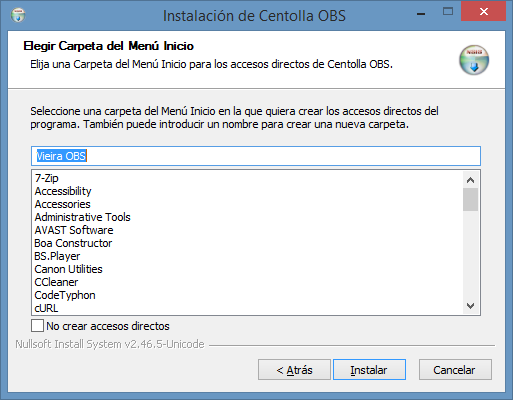 Instalación de Centolla OBS
Elegir Carpeta del Menú Inicio
Elija una Carpeta del Menú Inicio para los accesos directos de Centolla OBS.
Seleccione una carpeta del Menú Inicio en la que quiera crear los accesos directos del
programa. También puede introducir un nombre para crear una nueva carpeta.
Vieira OBS
7-Zip
Accessibility
Accessories
Administrative Tools
AVAST Software
Boa Constructor
BS.Player
Canon Utilities
CCleaner
CodeTyphon
cURL
No crear accesos directos
Nullsoft Install System v2.46.5-Unicode
< Atrás
Instalar
Cancelar